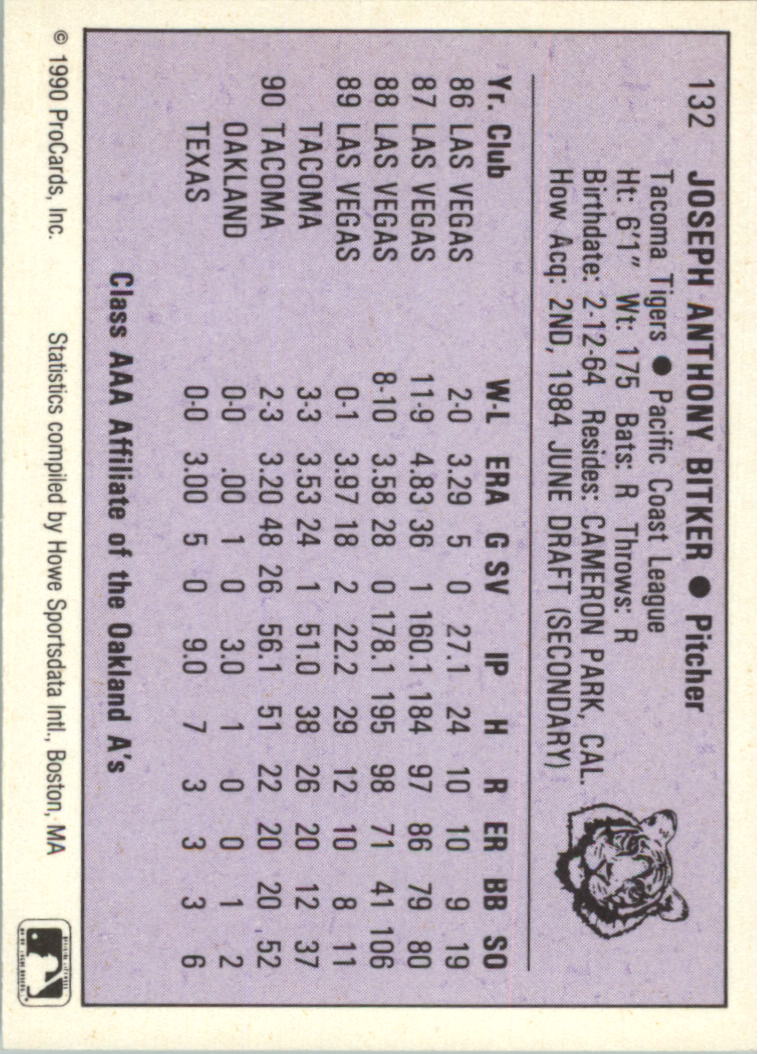 132 JOSEPH ANTHONY BITKER ● Pitcher
Tacoma Tigers ● Pacific Coast League
Ht: 6'1" Wt: 175 Bats: R Throws: R
Birthdate: 2-12-64 Resides: CAMERON PARK, CAL.
How Acq: 2ND, 1984 JUNE DRAFT (SECONDARY)
Yr. Club W-L ERA G SV IP H R ER BB SO
86 LAS VEGAS 2-0 3.29 5 0 27.1 24 10 10 9 19
87 LAS VEGAS 11-9 4.83 36 1 160.1 184 97 86 79 80
88 LAS VEGAS 8-10 3.58 28 0 178.1 195 98 71 41 106
89 LAS VEGAS 0-1 3.97 18 2 22.2 29 12 10 8 11
TACOMA 3-3 3.53 24 1 51.0 38 26 20 12 37
90 TACOMA 2-3 3.20 48 26 56.1 51 22 20 20 52
OAKLAND 0-0 .00 1 0 3.0 1 0 0 1 2
TEXAS 0-0 3.00 5 0 9.0 7 3 3 3 6
Class AAA Affiliate of the Oakland A's
© 1990 ProCards, Inc. Statistics compiled by Howe Sportsdata Intl., Boston, MA